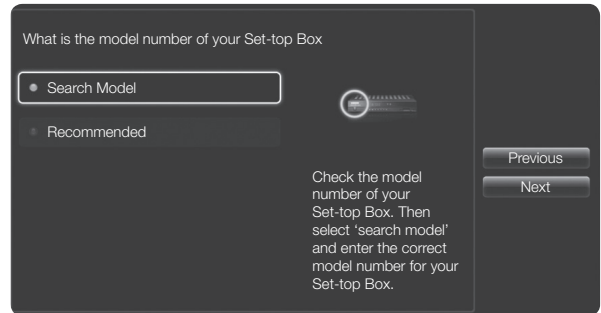 What is the model number of your Set-top Box
Search Model
Recommended
Check the model
number of your
Set-top Box. Then
select ‘search model’
and enter the correct
model number for your
Set-top Box.
Previous
Next